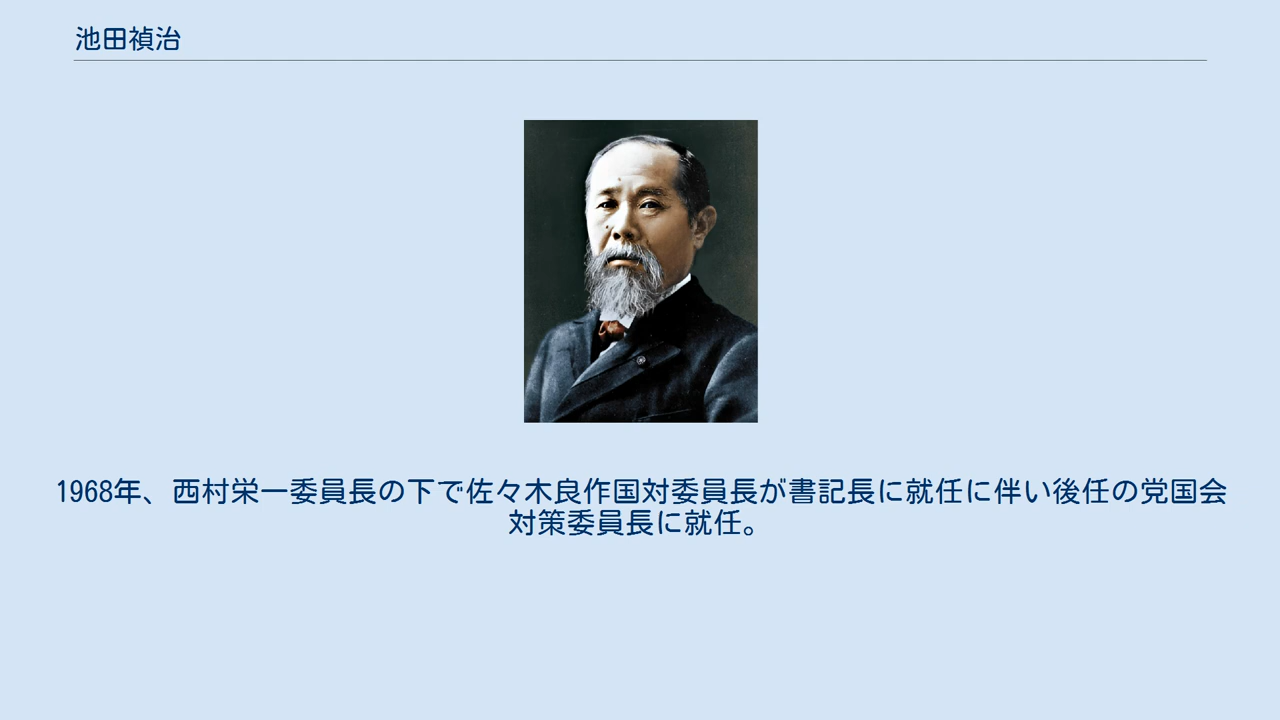 池田禎治
1968年、西村栄一委員長の下で佐々木良作国対委員長が書記長に就任に伴い後任の党国会
対策委員長に就任。